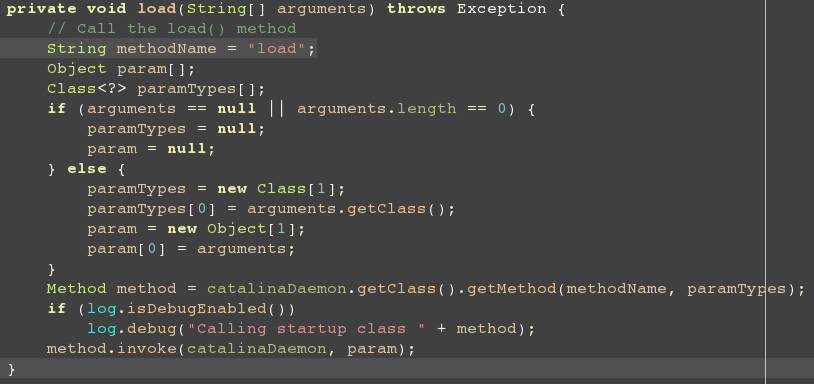 private void load(String[] arguments) throws Exception {
    // Call the load() method
    String methodName = "load";
    Object param[];
    Class<?> paramTypes[];
    if (arguments == null || arguments.length == 0) {
        paramTypes = null;
        param = null;
    } else {
        paramTypes = new Class[1];
        paramTypes[0] = arguments.getClass();
        param = new Object[1];
        param[0] = arguments;
    }
    Method method = catalinaDaemon.getClass().getMethod(methodName, paramTypes);
    if (log.isDebugEnabled())
        log.debug("Calling startup class " + method);
    method.invoke(catalinaDaemon, param);
}